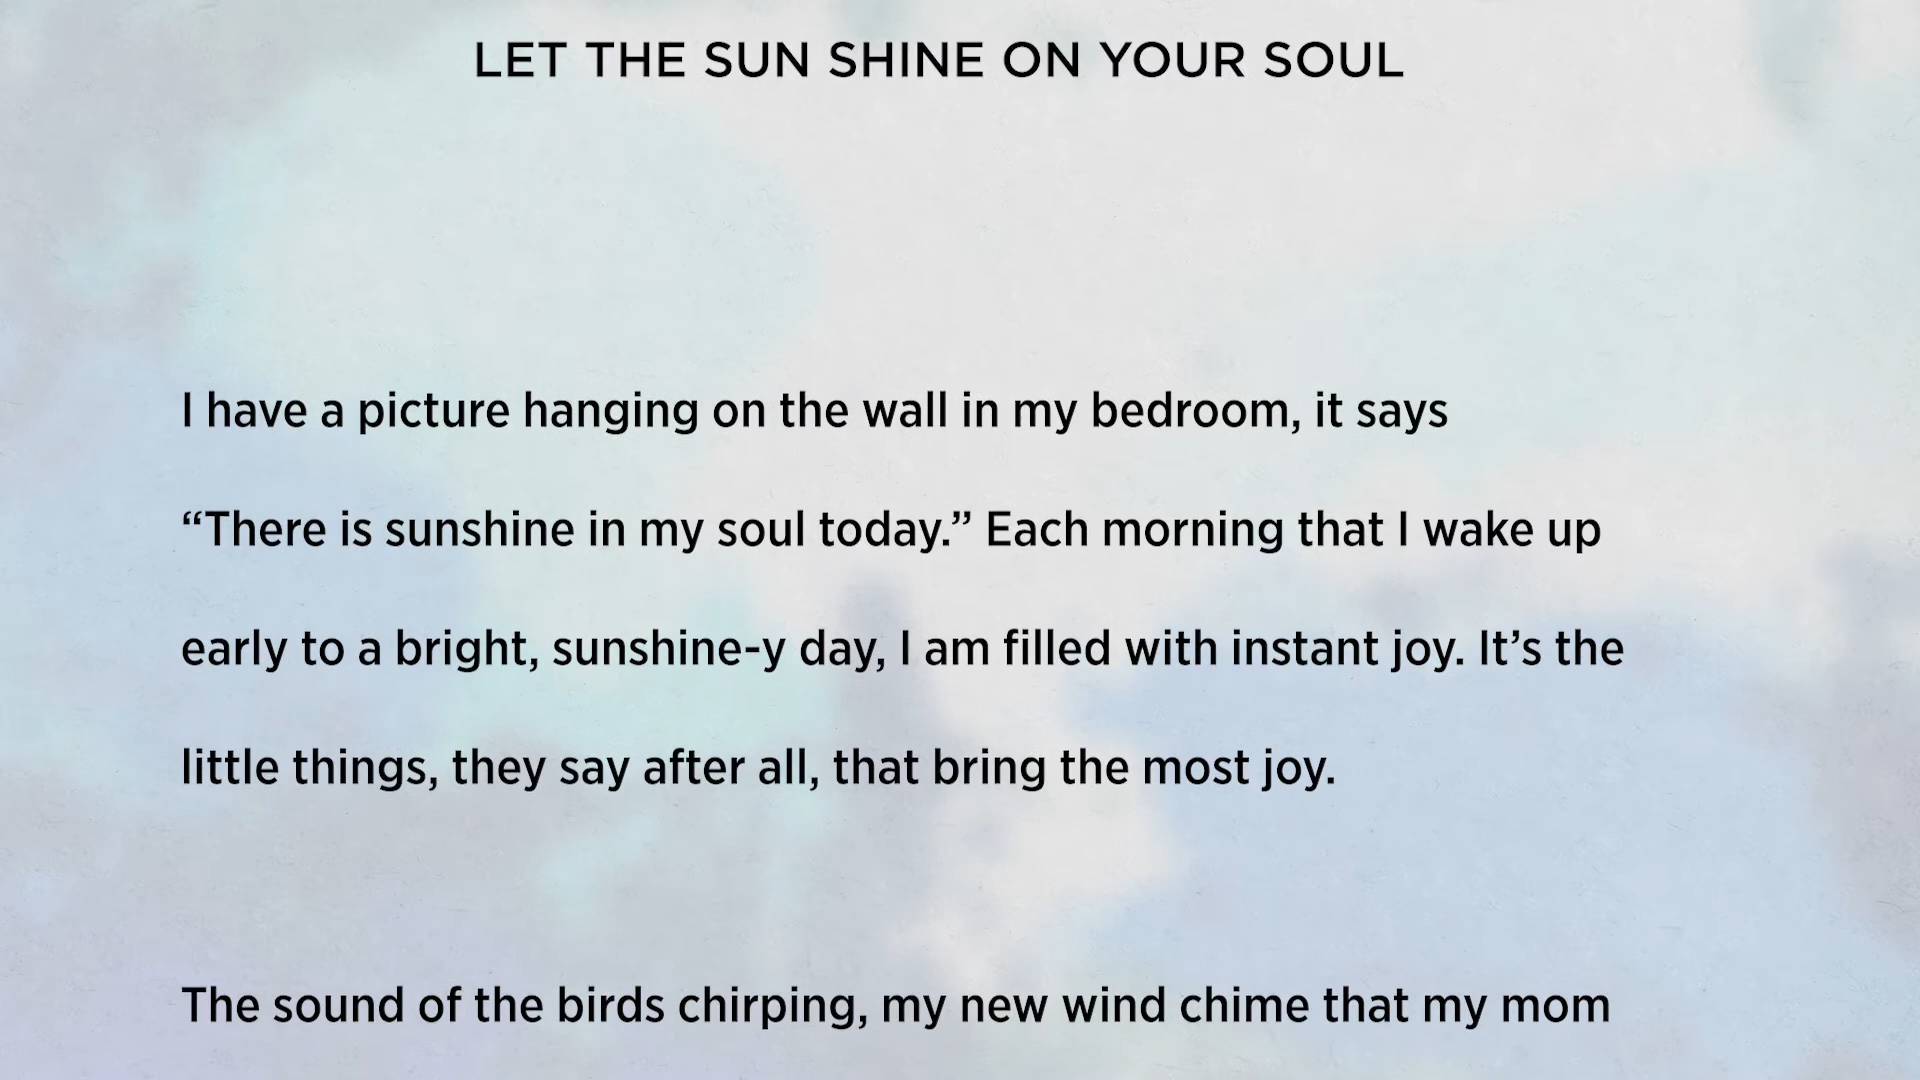 LET THE SUN SHINE ON YOUR SOUL
I have a picture hanging on the wall in my bedroom, it says
“There is sunshine in my soul today.” Each morning that I wake up
early to a bright, sunshine-y day, I am filled with instant joy. It’s the
little things, they say after all, that bring the most joy.
The sound of the birds chirping, my new wind chime that my mom